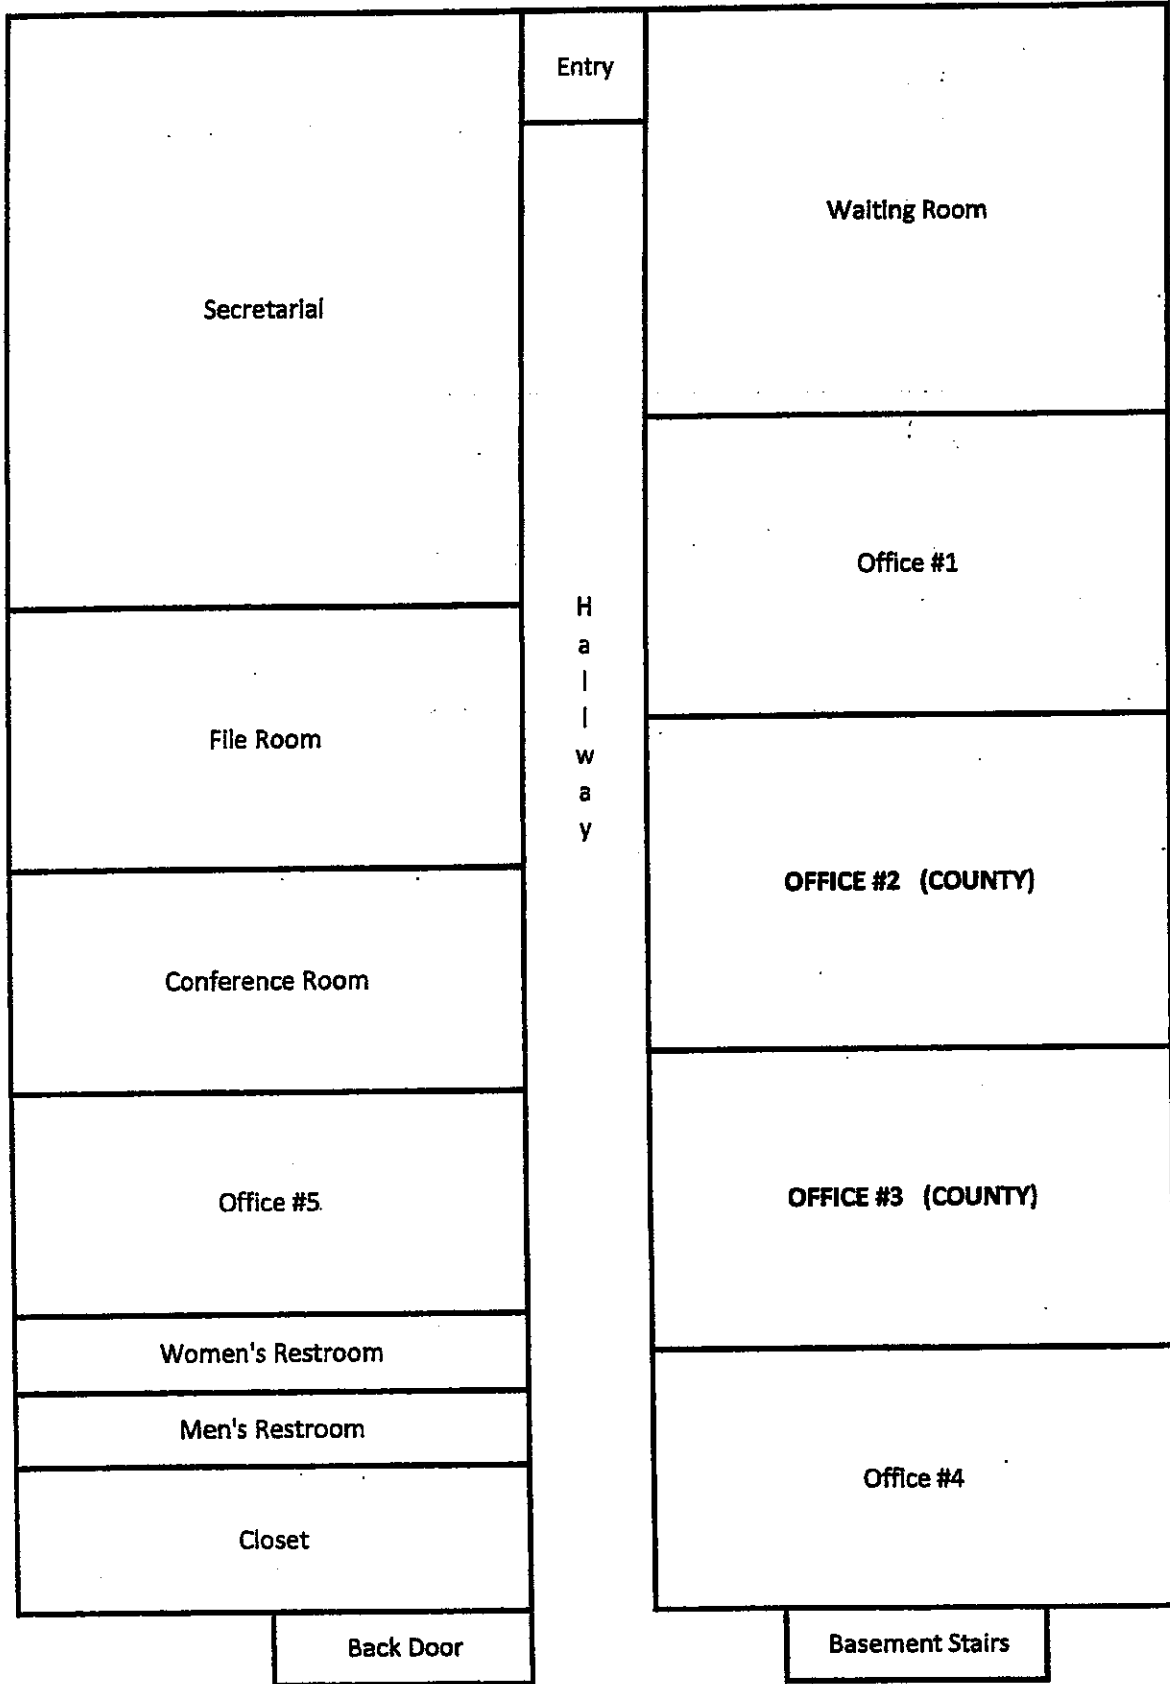 Entry
Waiting Room
Secretarial
Office #1
H
a
l
l
w
a
y
File Room
OFFICE #2 (COUNTY)
Conference Room
OFFICE #3 (COUNTY)
Office #5
Women's Restroom
Men's Restroom
Office #4
Closet
Back Door
Basement Stairs